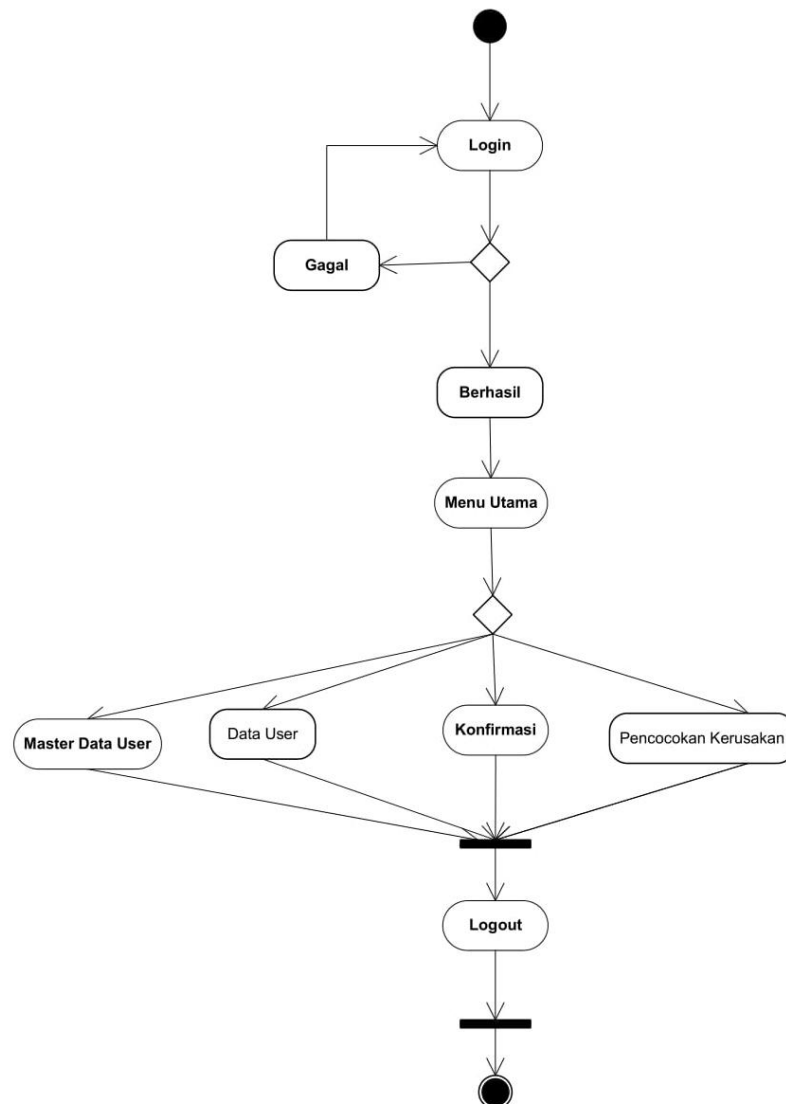 Login
Gagal
Berhasil
Menu Utama
Master Data User
Data User
Konfirmasi
Pencocokan Kerusakan
Logout